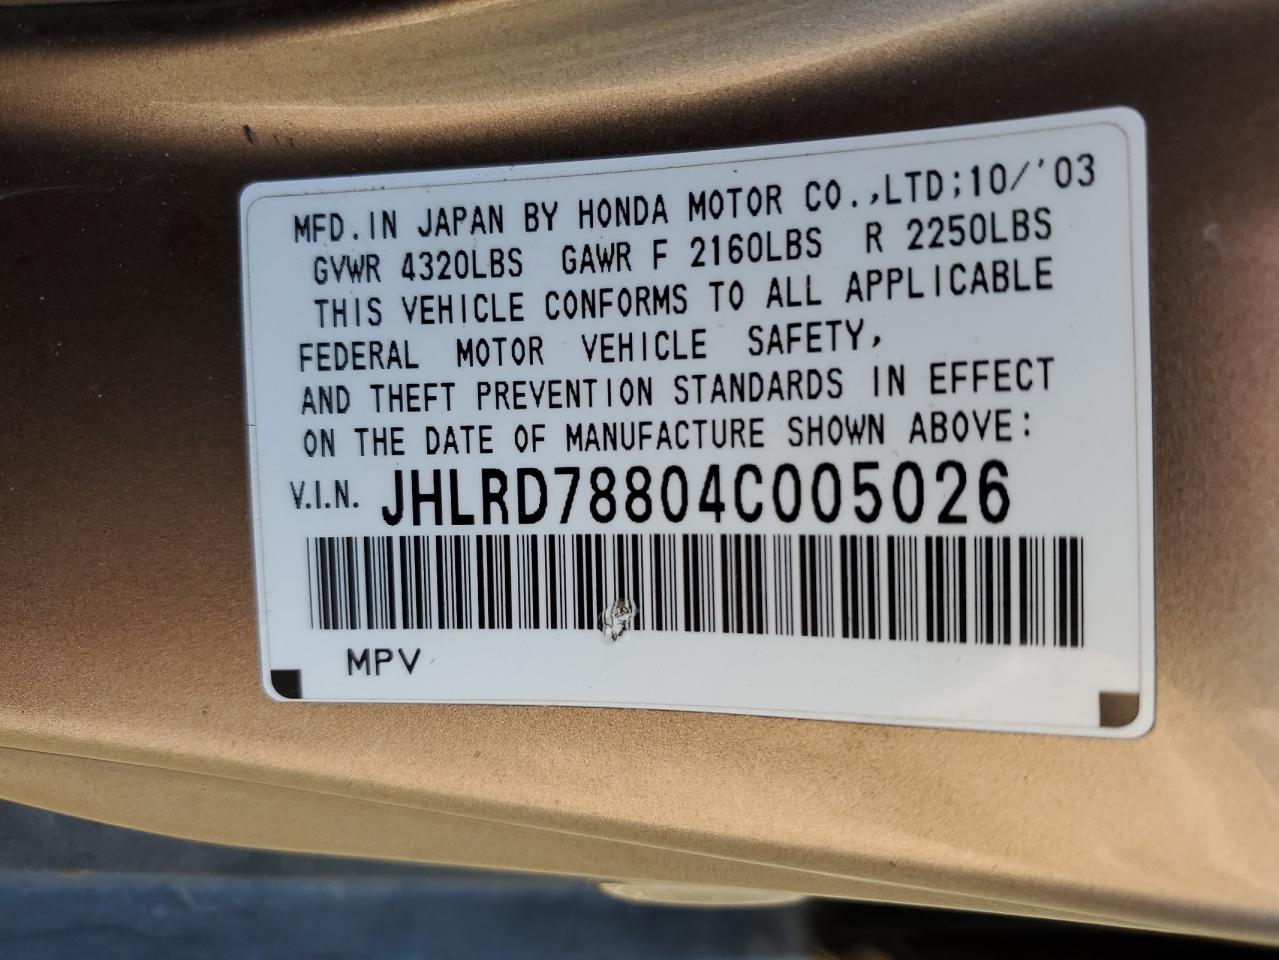 MFD.IN JAPAN BY HONDA MOTOR CO.,LTD;10/'03
GVWR 4320LBS GAWR F 2160LBS R 2250LBS
THIS VEHICLE CONFORMS TO ALL APPLICABLE
FEDERAL MOTOR VEHICLE SAFETY,
AND THEFT PREVENTION STANDARDS IN EFFECT
ON THE DATE OF MANUFACTURE SHOWN ABOVE:
V.I.N. JHLRD78804C005026
MPV